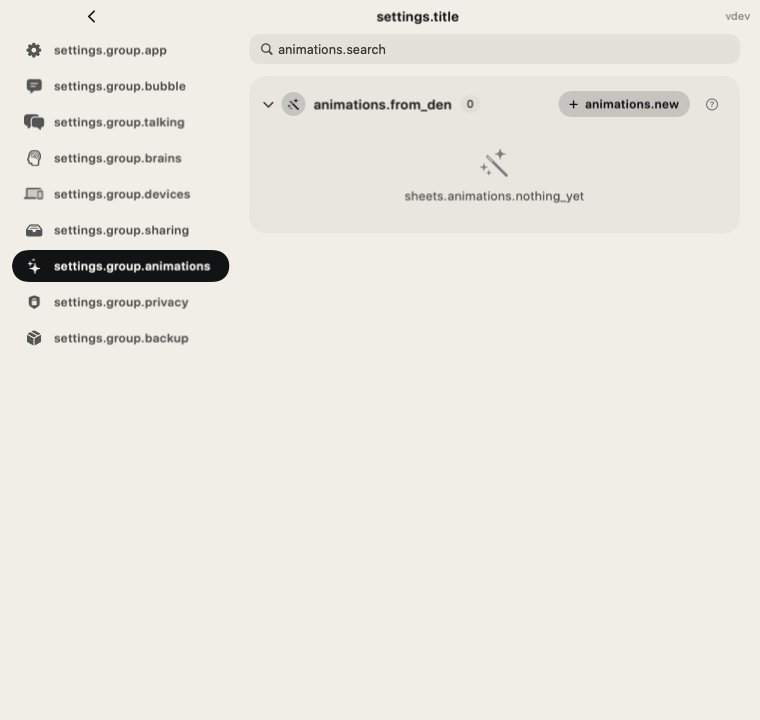 settings.title
vdev
settings.group.app
settings.group.bubble
settings.group.talking
settings.group.brains
settings.group.devices
settings.group.sharing
settings.group.animations
settings.group.privacy
settings.group.backup
animations.search
animations.from_den 0
+ animations.new
?
sheets.animations.nothing_yet